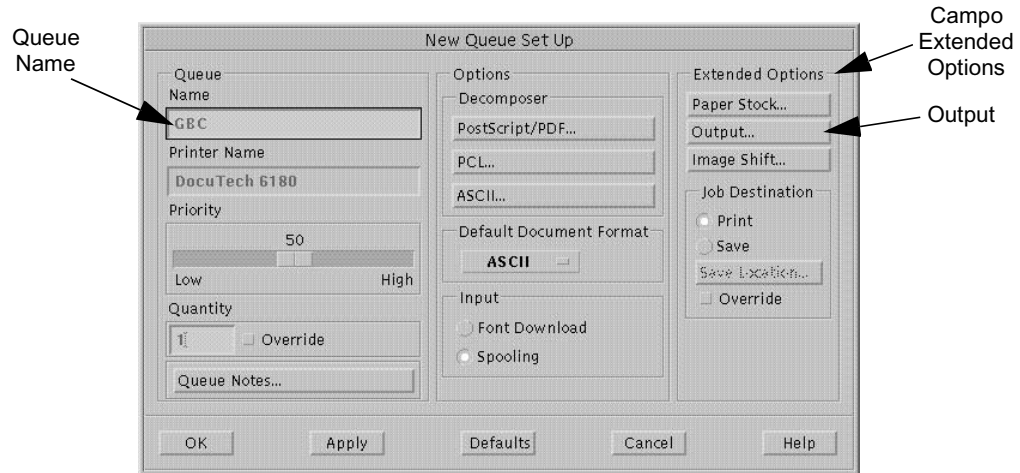 Queue
Name
Campo
Extended
Options
Output
New Queue Set Up
Queue
Name
GBC
Printer Name
DocuTech 6180
Priority
50
Low High
Quantity
1 Override
Queue Notes...
Options
Decomposer
PostScript/PDF...
PCL...
ASCII...
Default Document Format
ASCII
Input
Font Download
Spooling
Extended Options
Paper Stock...
Output...
Image Shift...
Job Destination
Print
Save
Save Location...
Override
OK Apply Defaults Cancel Help